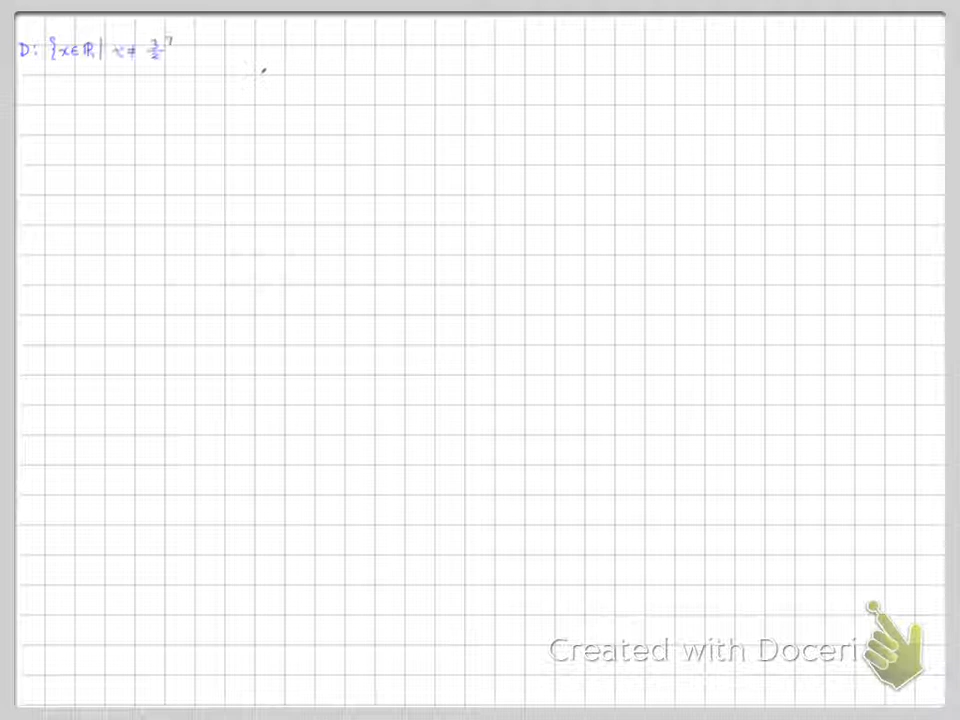 D: {x∈ℝ| x≠ 3/2}
Created with Doceri